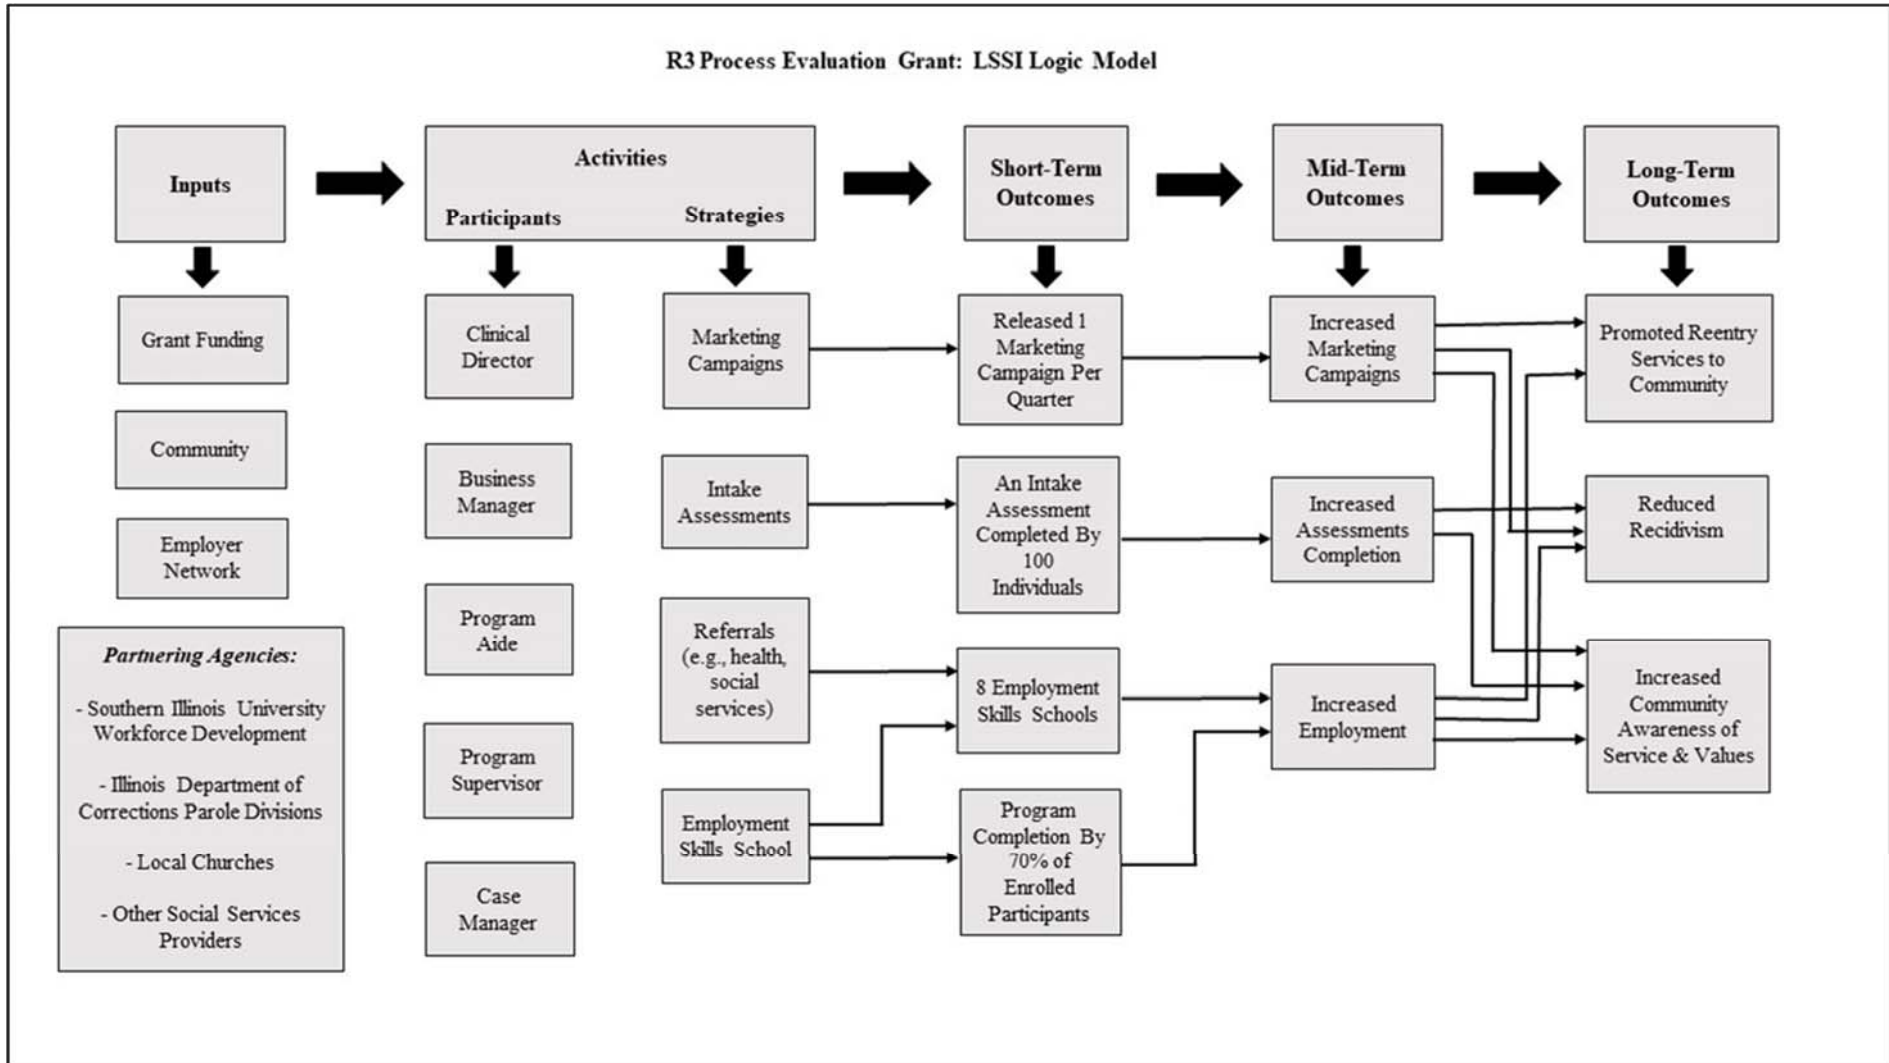 R3 Process Evaluation Grant: LSSI Logic Model
Inputs
Activities
Participants
Strategies
Short-Term
Outcomes
Mid-Term
Outcomes
Long-Term
Outcomes
Grant Funding
Community
Employer
Network
Partnering Agencies:
- Southern Illinois University
Workforce Development
- Illinois Department of
Corrections Parole Divisions
- Local Churches
- Other Social Services
Providers
Clinical
Director
Business
Manager
Program
Aide
Program
Supervisor
Case
Manager
Marketing
Campaigns
Intake
Assessments
Referrals
(e.g., health,
social
services)
Employment
Skills School
Released 1
Marketing
Campaign Per
Quarter
An Intake
Assessment
Completed By
100
Individuals
8 Employment
Skills Schools
Program
Completion By
70% of
Enrolled
Participants
Increased
Marketing
Campaigns
Increased
Assessments
Completion
Increased
Employment
Promoted Reentry
Services to
Community
Reduced
Recidivism
Increased
Community
Awareness of
Service & Values